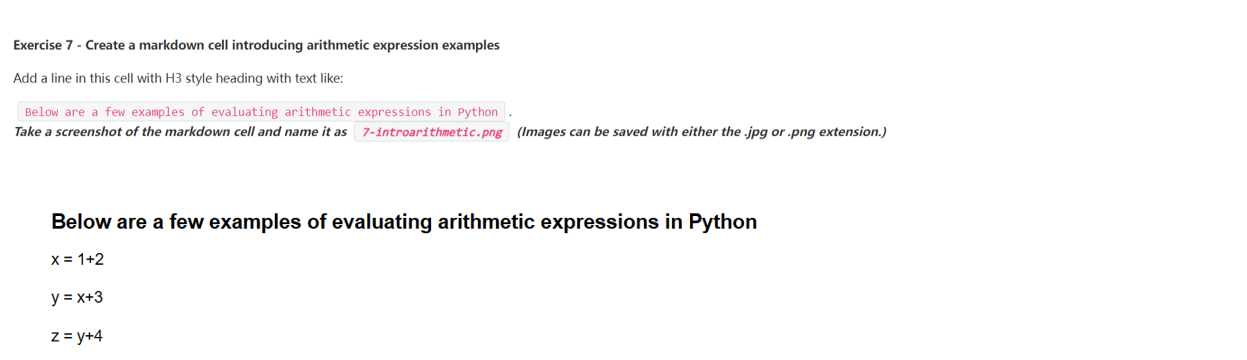 Exercise 7 - Create a markdown cell introducing arithmetic expression examples
Add a line in this cell with H3 style heading with text like:
Below are a few examples of evaluating arithmetic expressions in Python .
Take a screenshot of the markdown cell and name it as 7-introarithmetic.png (Images can be saved with either the .jpg or .png extension.)
Below are a few examples of evaluating arithmetic expressions in Python
x = 1+2
y = x+3
z = y+4